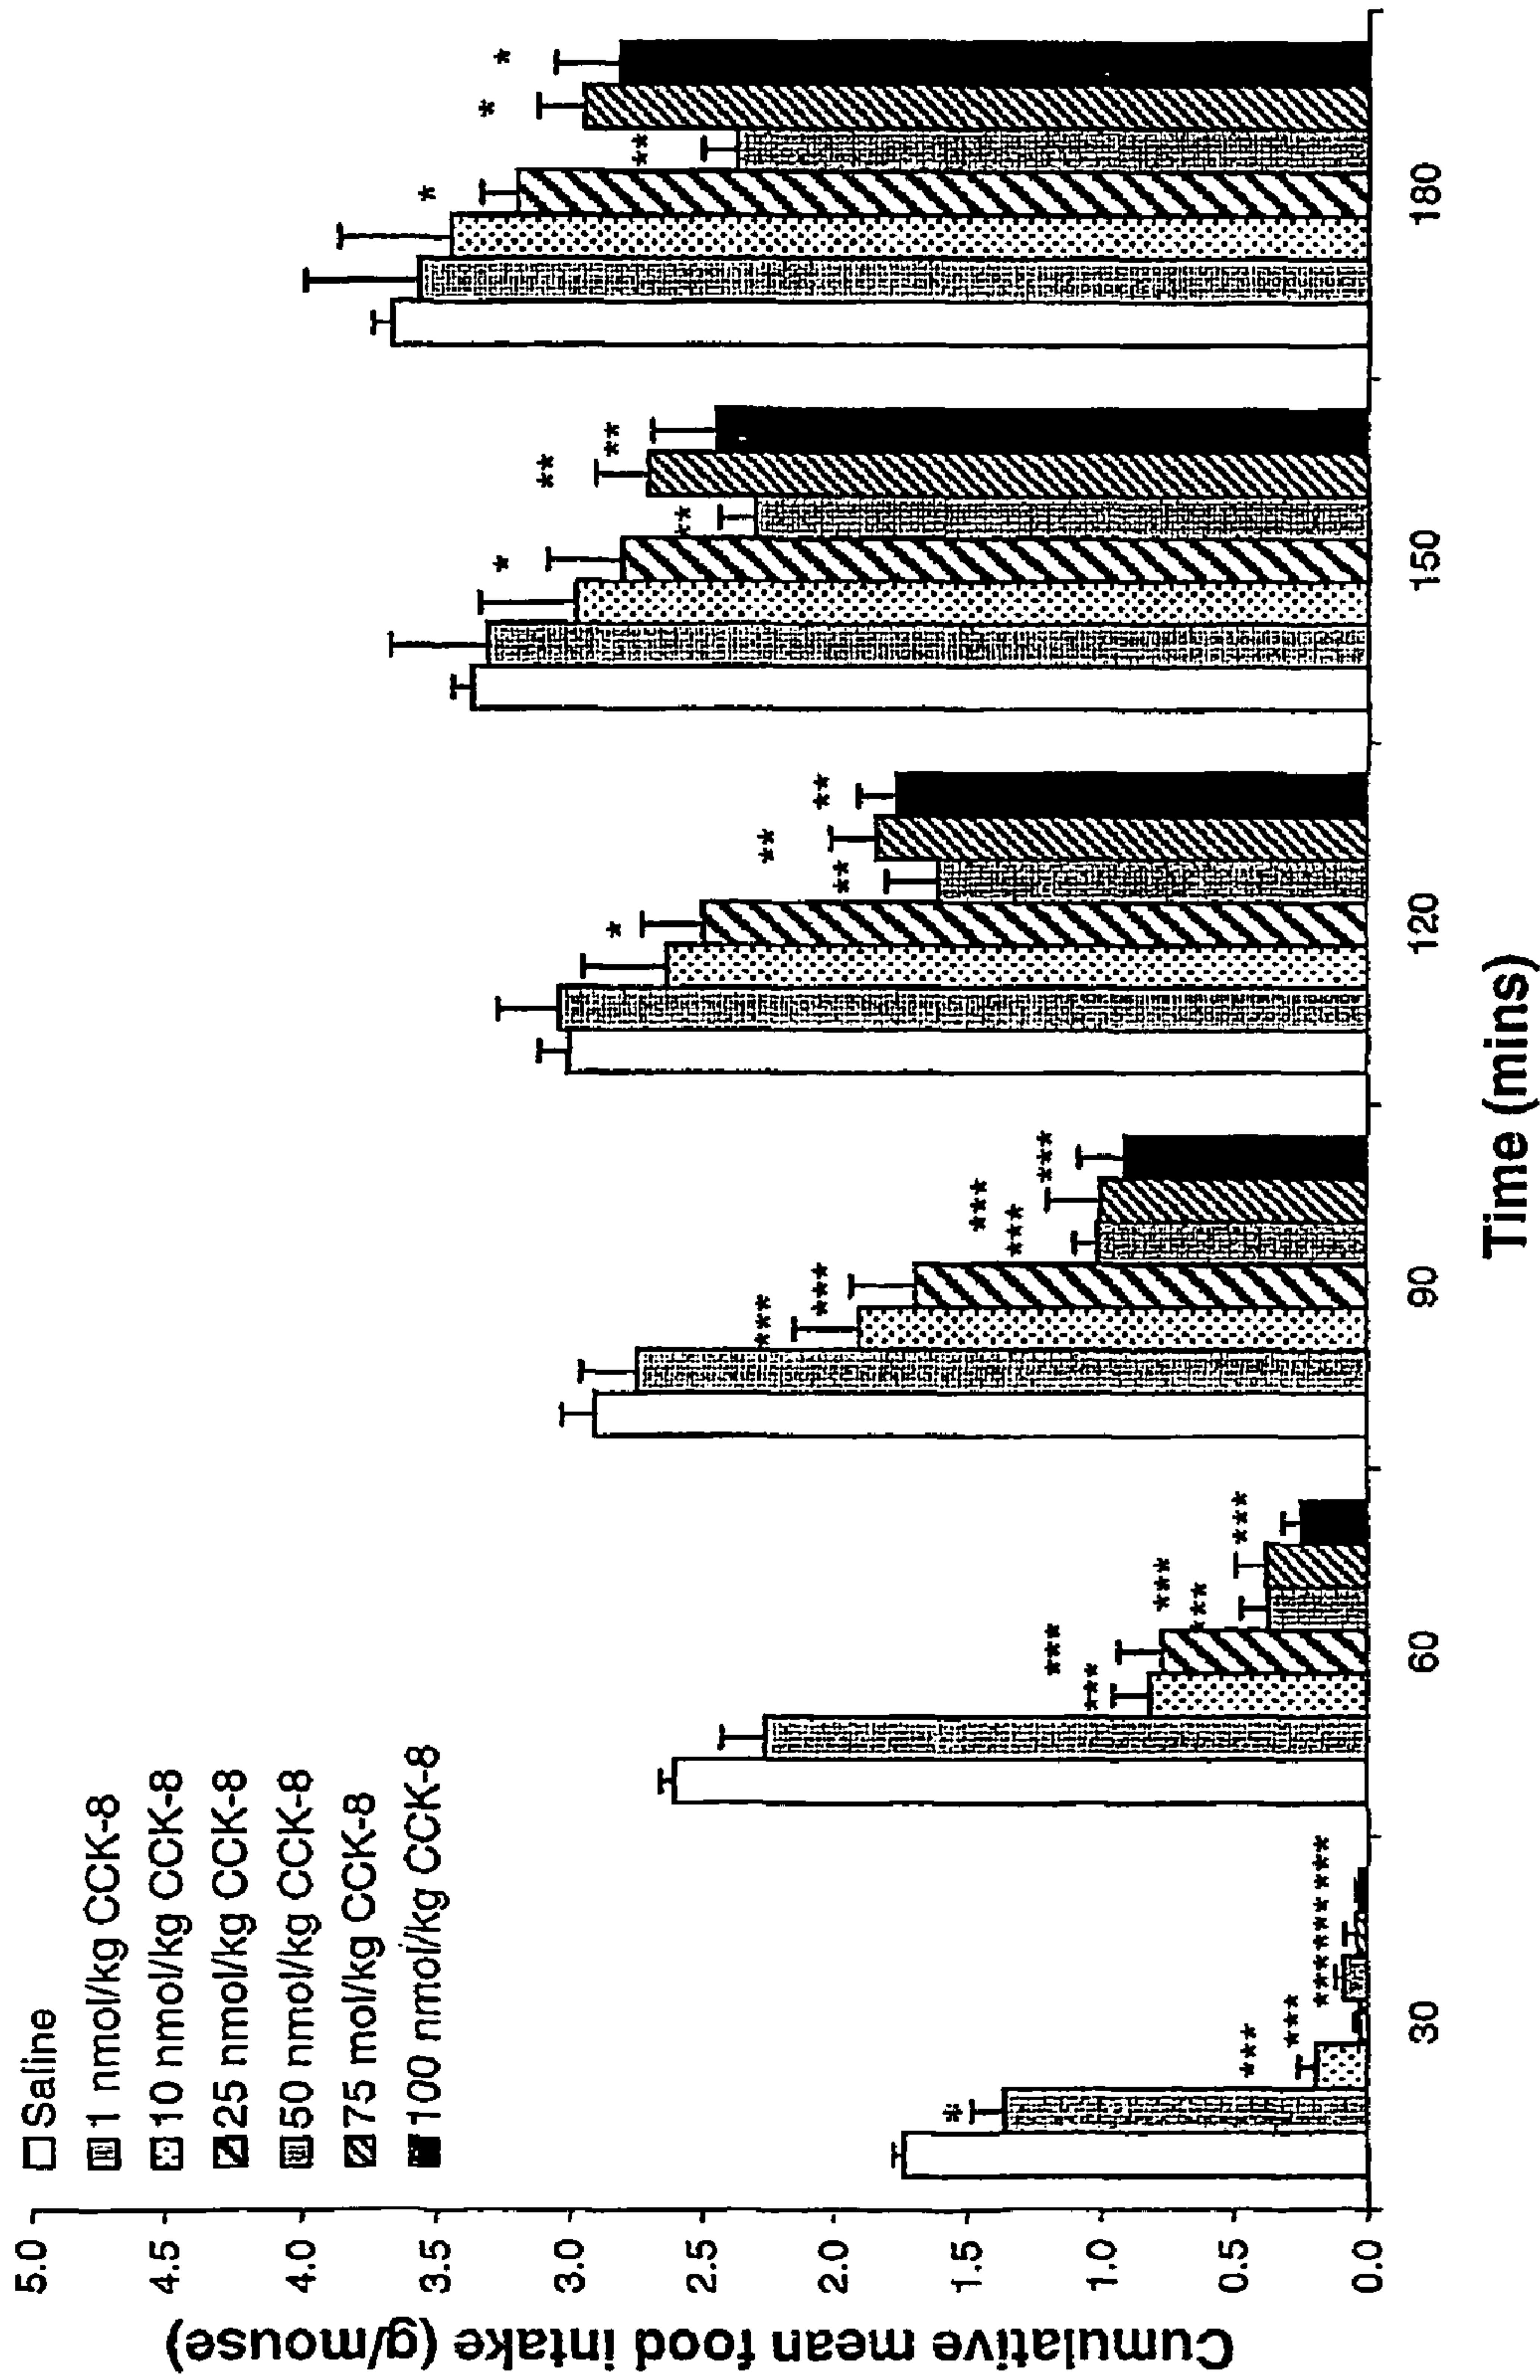 Cumulative mean food intake (g/mouse)
5.0
4.5
4.0
3.5
3.0
2.5
2.0
1.5
1.0
0.5
0.0
Saline
1 nmol/kg CCK-8
10 nmol/kg CCK-8
25 nmol/kg CCK-8
50 nmol/kg CCK-8
75 mol/kg CCK-8
100 nmol/kg CCK-8
* *** *** *** *** ***
*** *** *** *** ***
*** *** *** *** ***
* ** ** **
* ** ** **
* ** * *
30 60 90 120 150 180
Time (mins)